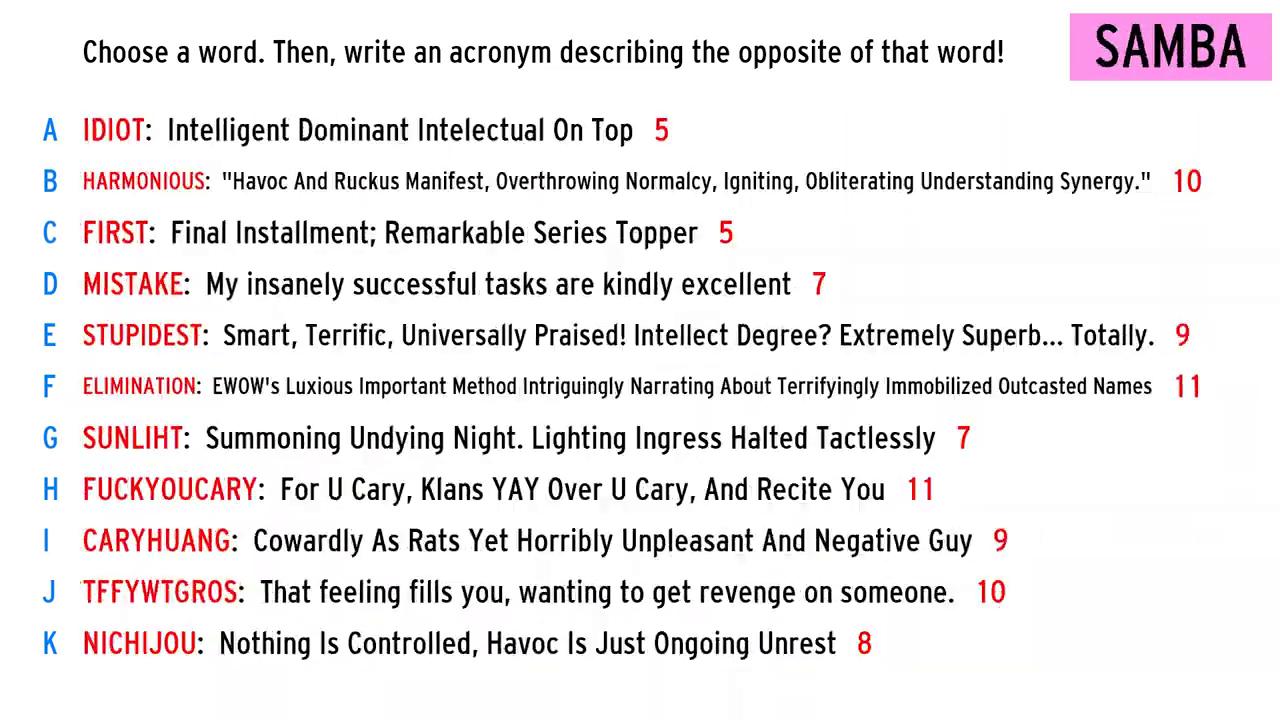 Choose a word. Then, write an acronym describing the opposite of that word!
SAMBA
A IDIOT: Intelligent Dominant Intelectual On Top 5
B HARMONIOUS: "Havoc And Ruckus Manifest, Overthrowing Normalcy, Igniting, Obliterating Understanding Synergy." 10
C FIRST: Final Installment; Remarkable Series Topper 5
D MISTAKE: My insanely successful tasks are kindly excellent 7
E STUPIDEST: Smart, Terrific, Universally Praised! Intellect Degree? Extremely Superb... Totally. 9
F ELIMINATION: EWOW's Luxious Important Method Intriguingly Narrating About Terrifyingly Immobilized Outcasted Names 11
G SUNLIHT: Summoning Undying Night. Lighting Ingress Halted Tactlessly 7
H FUCKYOUCARY: For U Cary, Klans YAY Over U Cary, And Recite You 11
I CARYHUANG: Cowardly As Rats Yet Horribly Unpleasant And Negative Guy 9
J TFFYWTGROS: That feeling fills you, wanting to get revenge on someone. 10
K NICHIJOU: Nothing Is Controlled, Havoc Is Just Ongoing Unrest 8